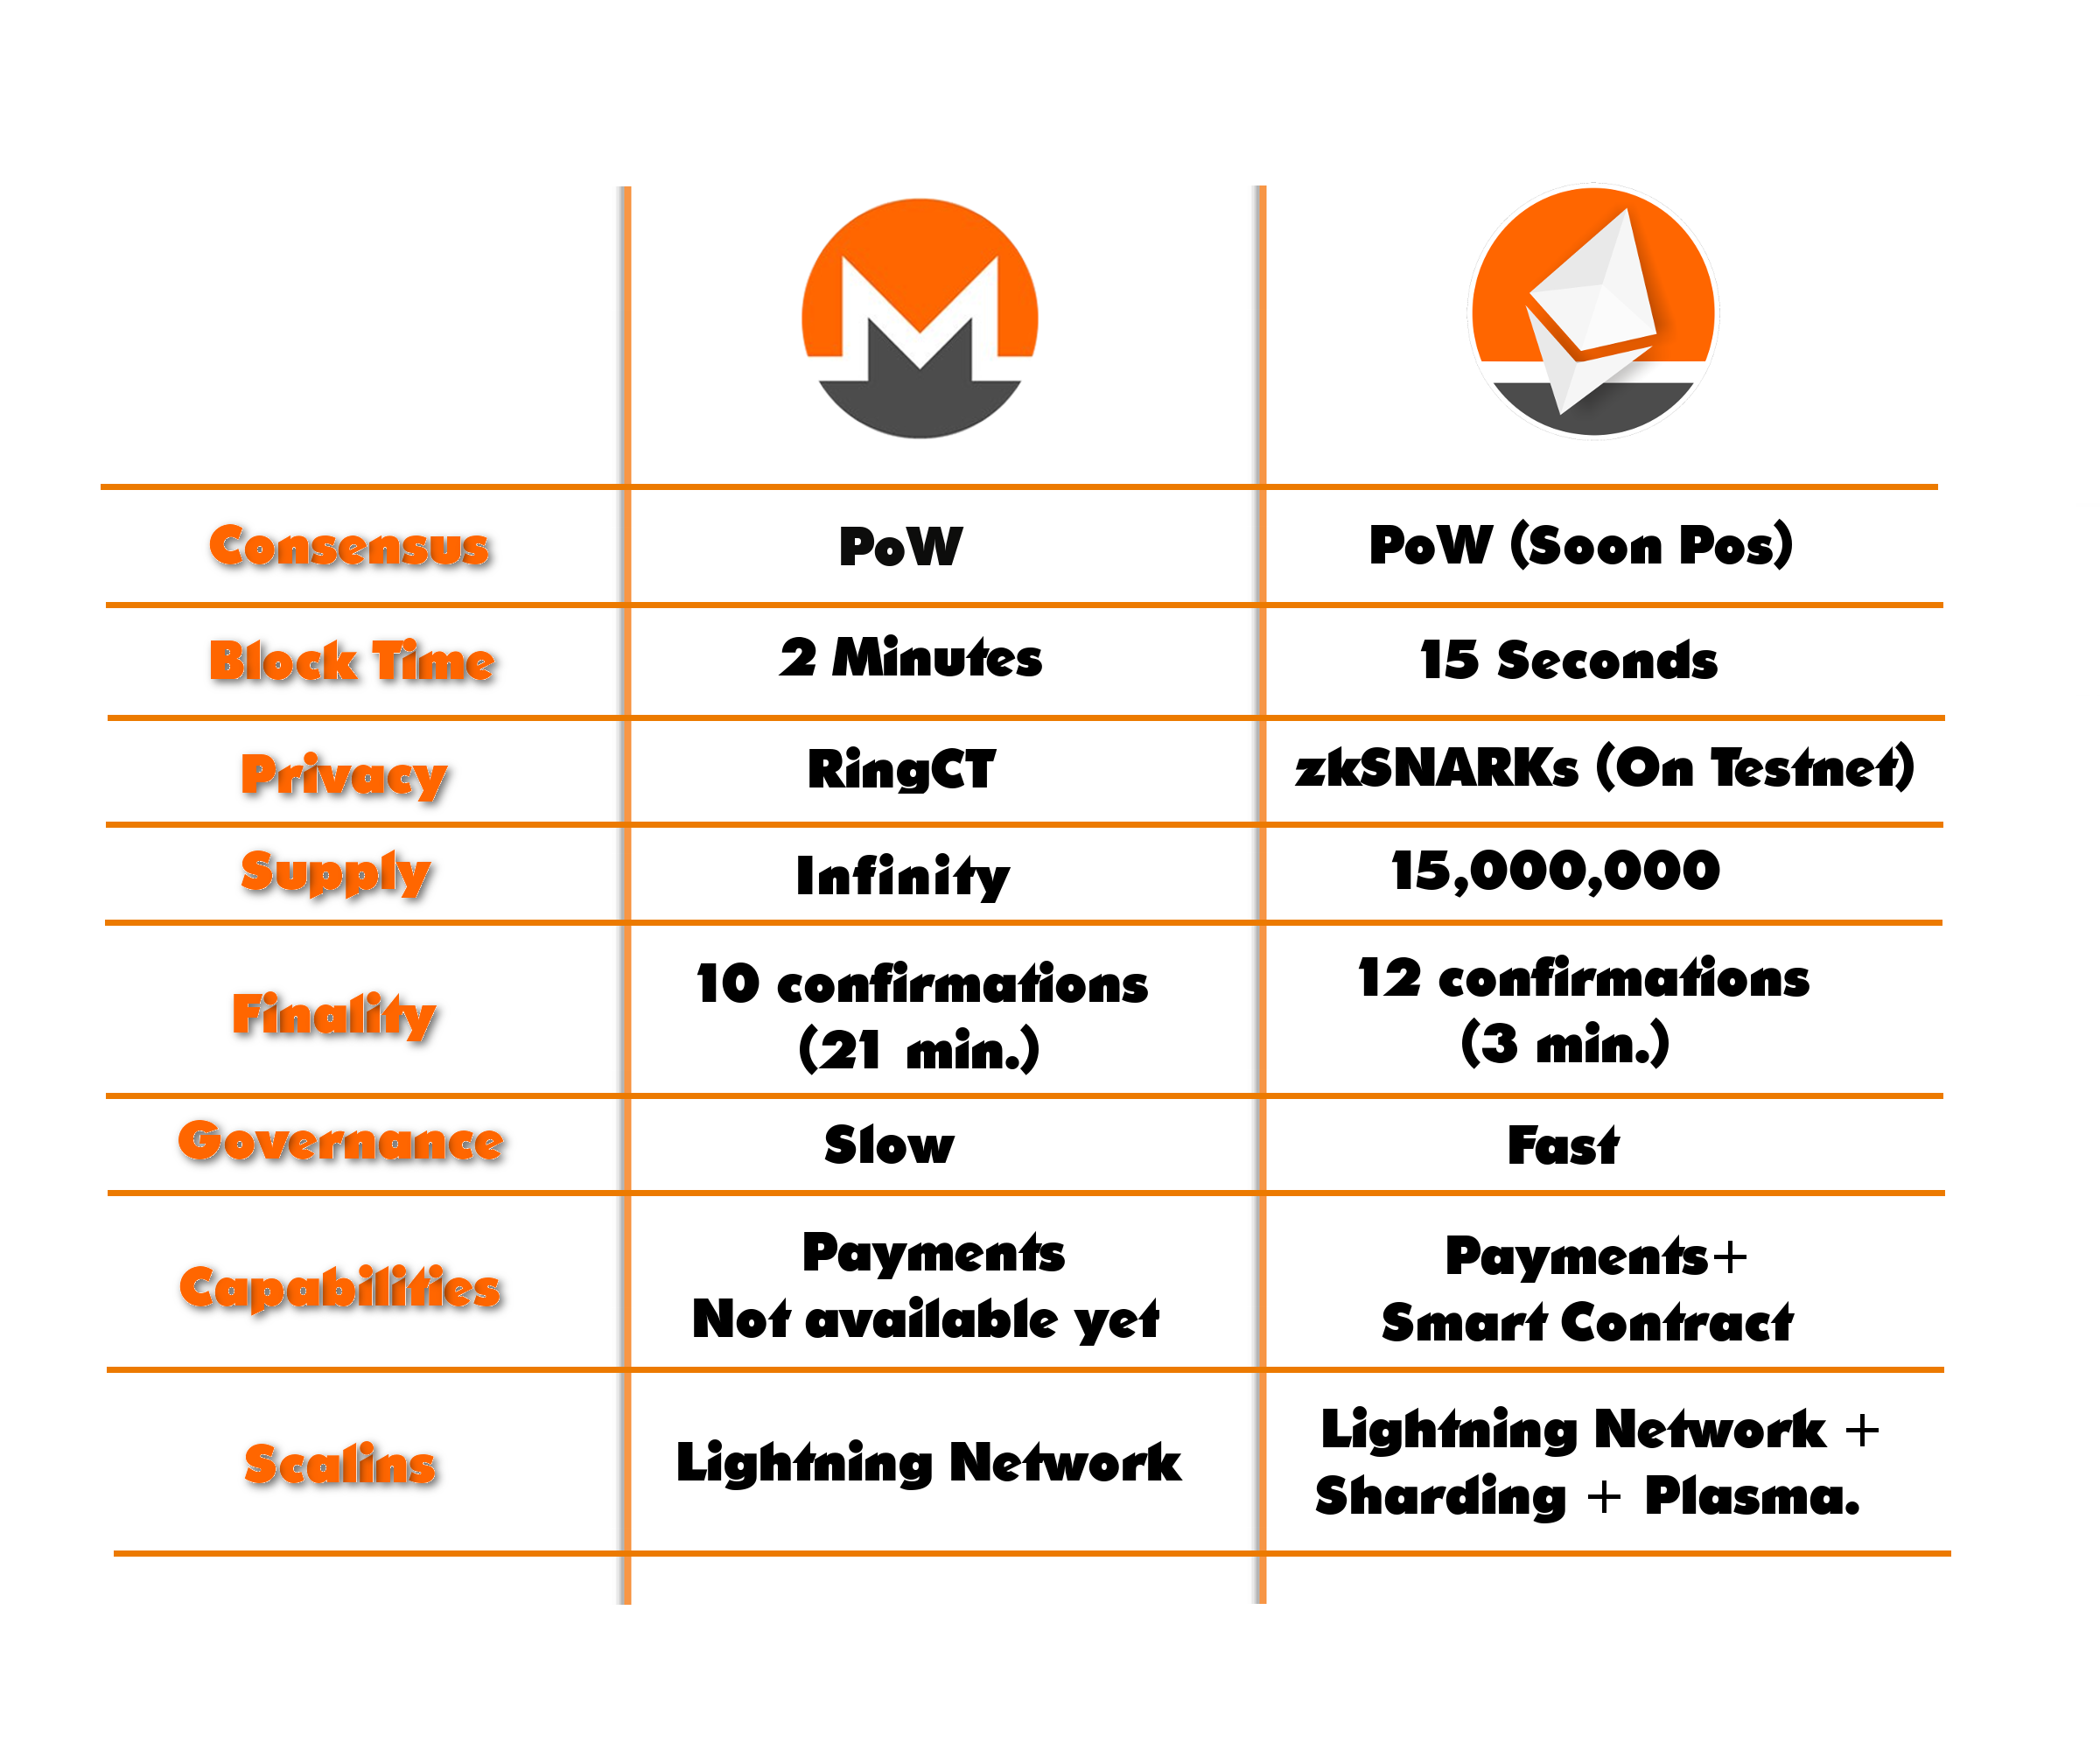 Consensus PoW PoW (Soon Pos)
Block Time 2 Minutes 15 Seconds
Privacy RingCT zkSNARKs (On Testnet)
Supply Infinity 15,000,000
Finality 10 confirmations (21 min.) 12 confirmations (3 min.)
Governance Slow Fast
Capabilities Payments Not available yet Payments+ Smart Contract
Scalins Lightning Network Lightning Network + Sharding + Plasma.